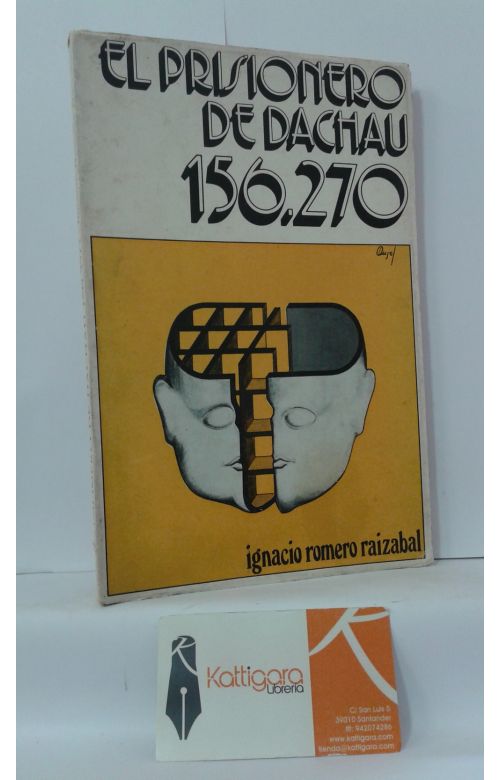 EL PRISIONERO
DE DACHAU
156.270
ignacio romero raizabal
Kattigara
Librería
C/ San Luis 5
39010 Santander
tlf: 942074286
www.kattigara.com
tienda@kattigara.com